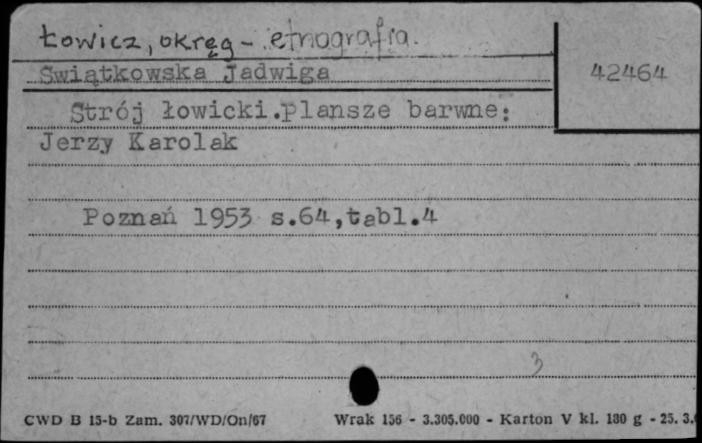 Łowicz, okręg - etnografia.
Swiątkowska Jadwiga
42464
Strój łowicki.Plansze barwne:
Jerzy Karolak
Poznań 1953 s.64,tabl.4
3
CWD B 15-b Zam. 307/WD/On/67 Wrak 156 - 3.305.000 - Karton V kl. 180 g - 25. 3.